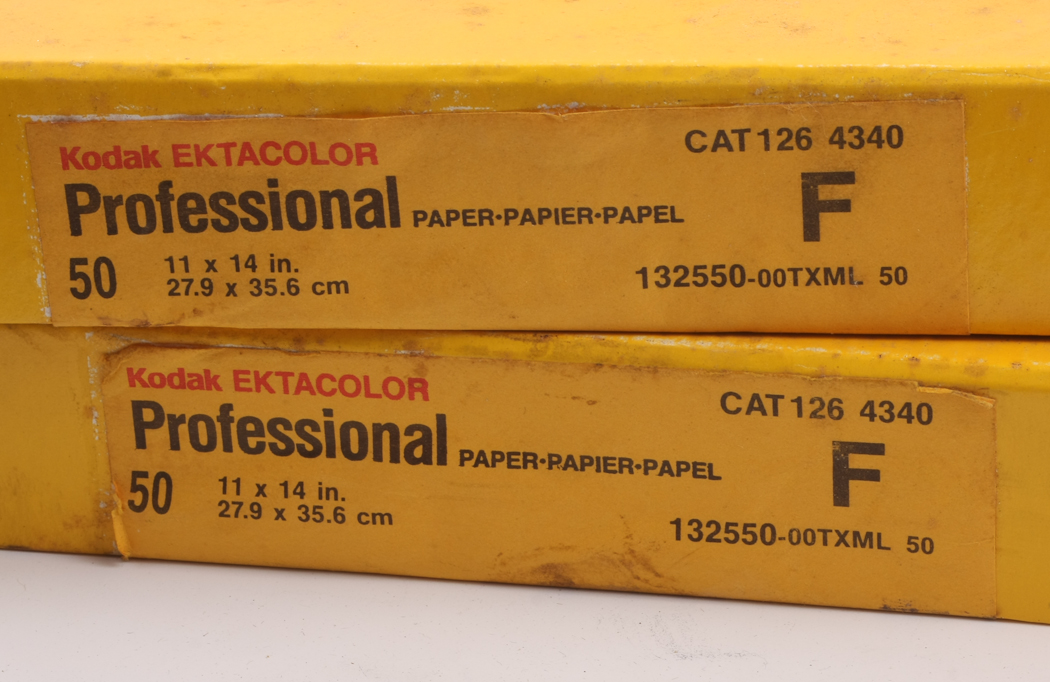 Kodak EKTACOLOR
Professional PAPER•PAPIER•PAPEL
50 11 x 14 in.
27.9 x 35.6 cm
CAT 126 4340
F
132550-00TXML 50
Kodak EKTACOLOR
Professional PAPER•PAPIER•PAPEL
50 11 x 14 in.
27.9 x 35.6 cm
CAT 126 4340
F
132550-00TXML 50